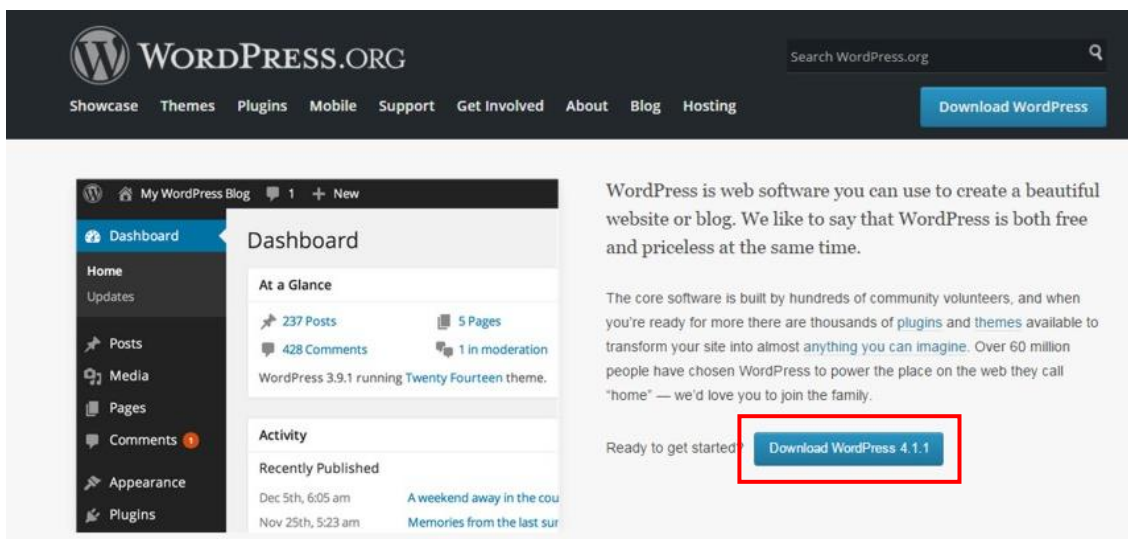 WORDPRESS.ORG
Search WordPress.org
Showcase Themes Plugins Mobile Support Get Involved About Blog Hosting
Download WordPress
My WordPress Blog 1 + New
Dashboard
Home
Updates
Posts
Media
Pages
Comments 1
Appearance
Plugins
Dashboard
At a Glance
237 Posts 5 Pages
428 Comments 1 in moderation
WordPress 3.9.1 running Twenty Fourteen theme.
Activity
Recently Published
Dec 5th, 6:05 am A weekend away in the cou
Nov 25th, 5:23 am Memories from the last sur
WordPress is web software you can use to create a beautiful
website or blog. We like to say that WordPress is both free
and priceless at the same time.
The core software is built by hundreds of community volunteers, and when
you're ready for more there are thousands of plugins and themes available to
transform your site into almost anything you can imagine. Over 60 million
people have chosen WordPress to power the place on the web they call
“home” — we'd love you to join the family.
Ready to get started?
Download WordPress 4.1.1